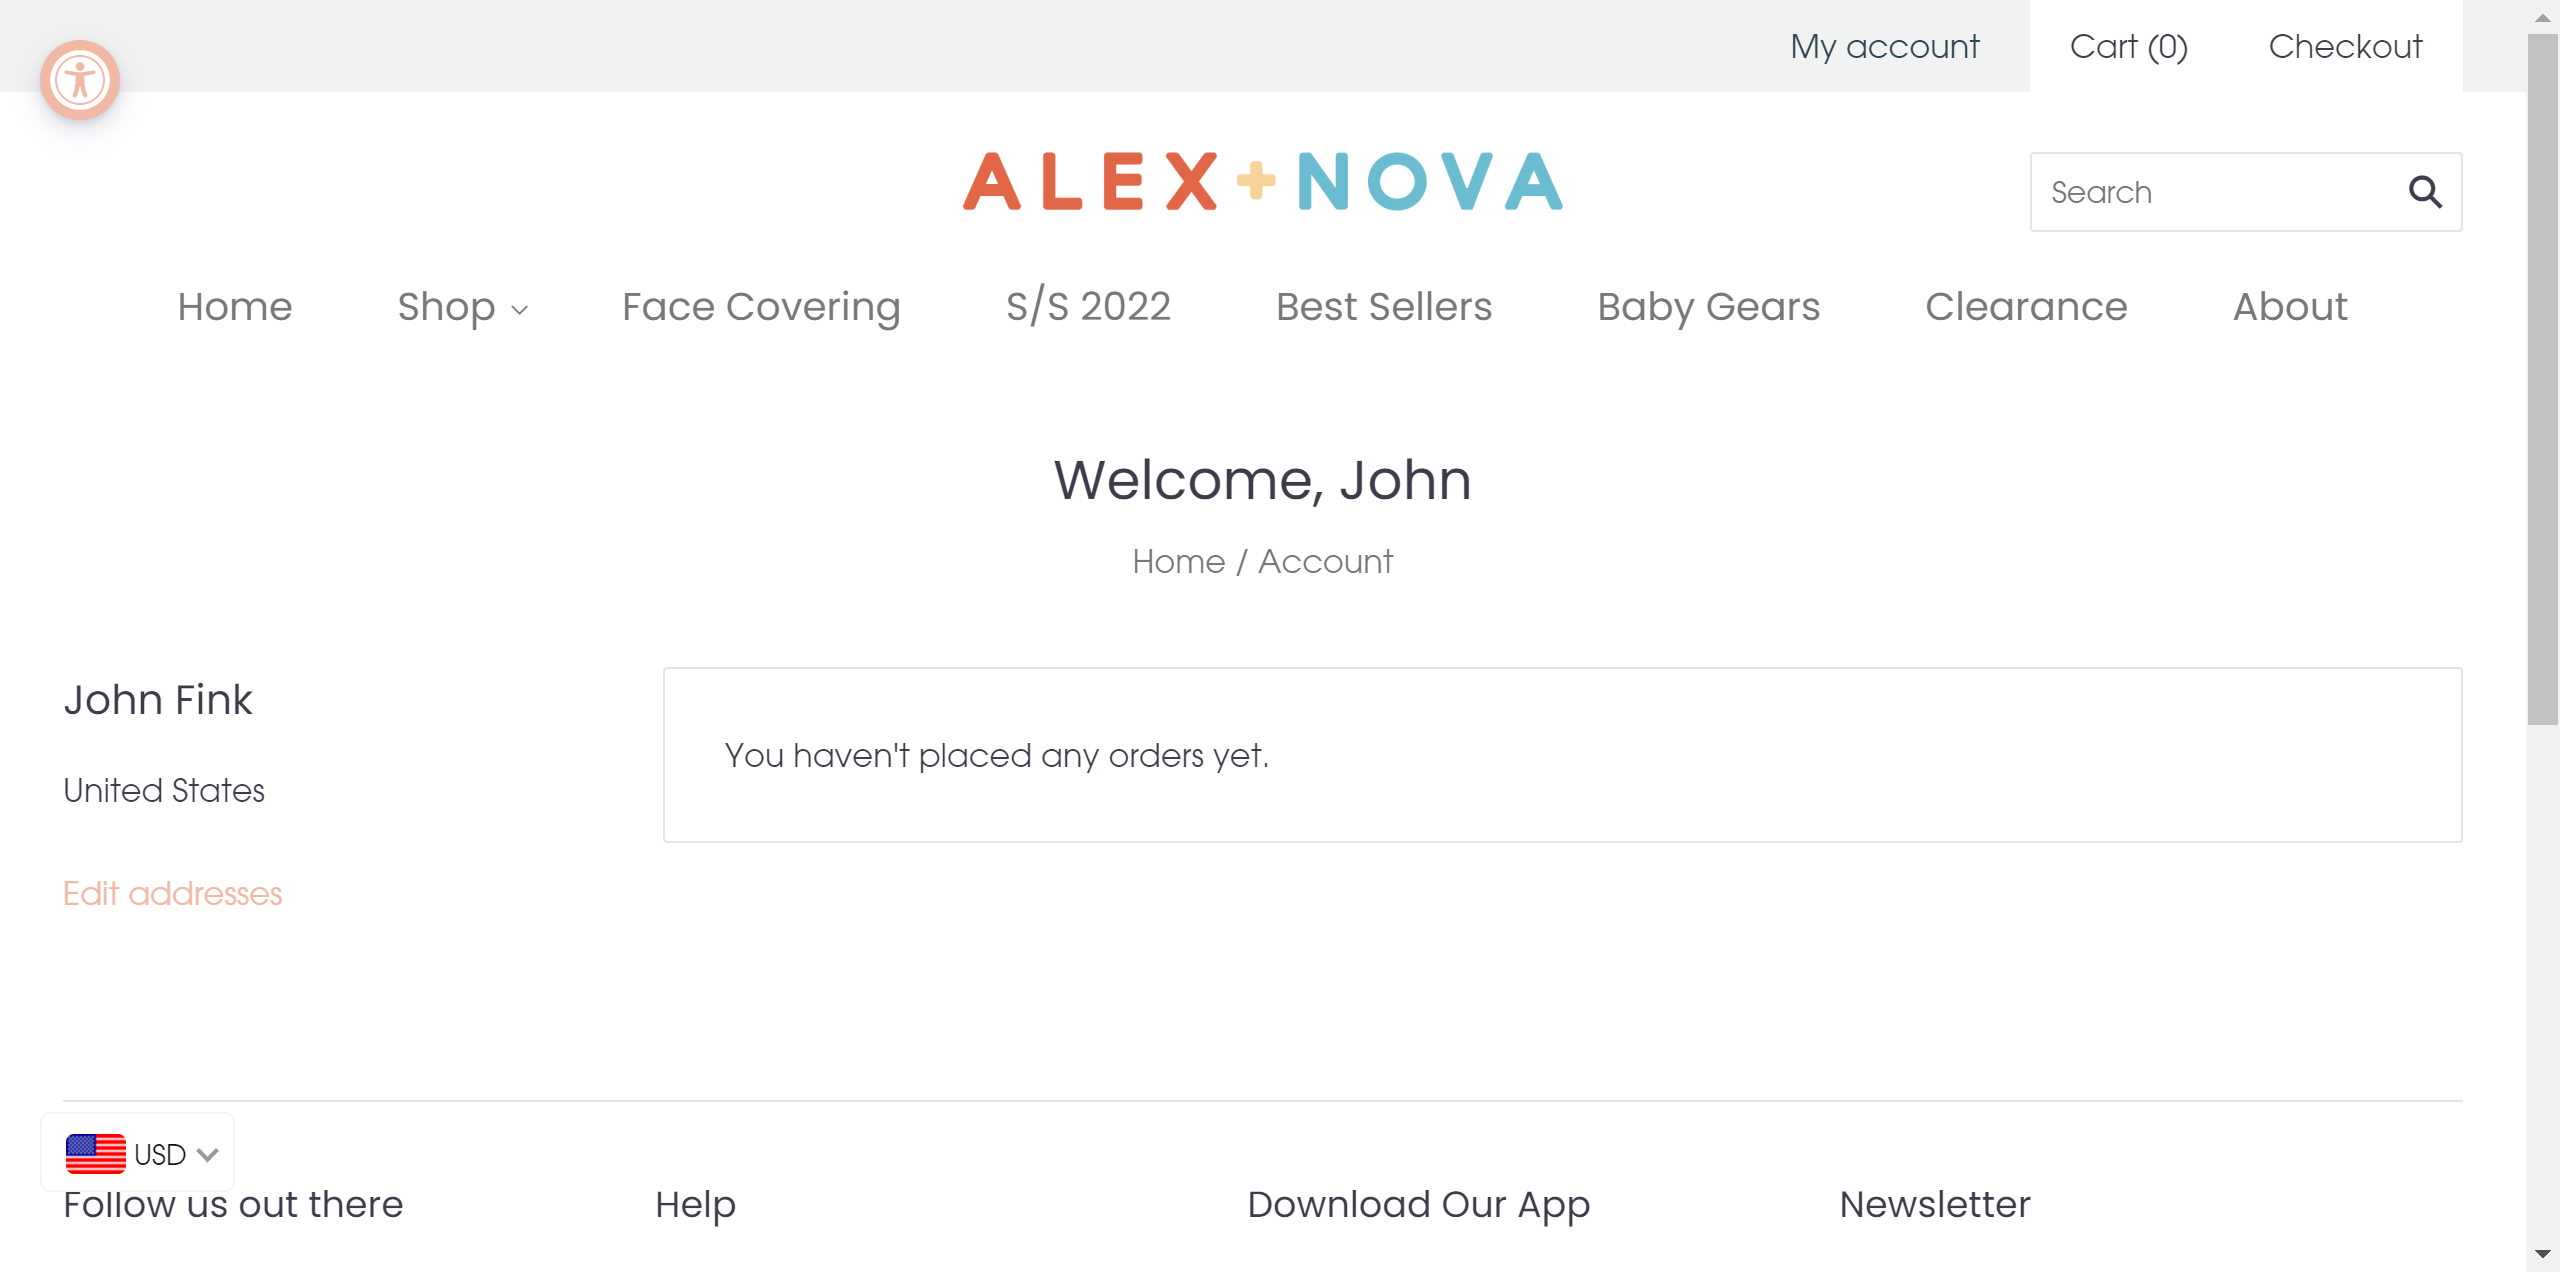 My account
Cart (0)
Checkout
ALEX+NOVA
Search
Home
Shop
Face Covering
S/S 2022
Best Sellers
Baby Gears
Clearance
About
Welcome, John
Home / Account
John Fink
United States
Edit addresses
You haven't placed any orders yet.
USD
Follow us out there
Help
Download Our App
Newsletter